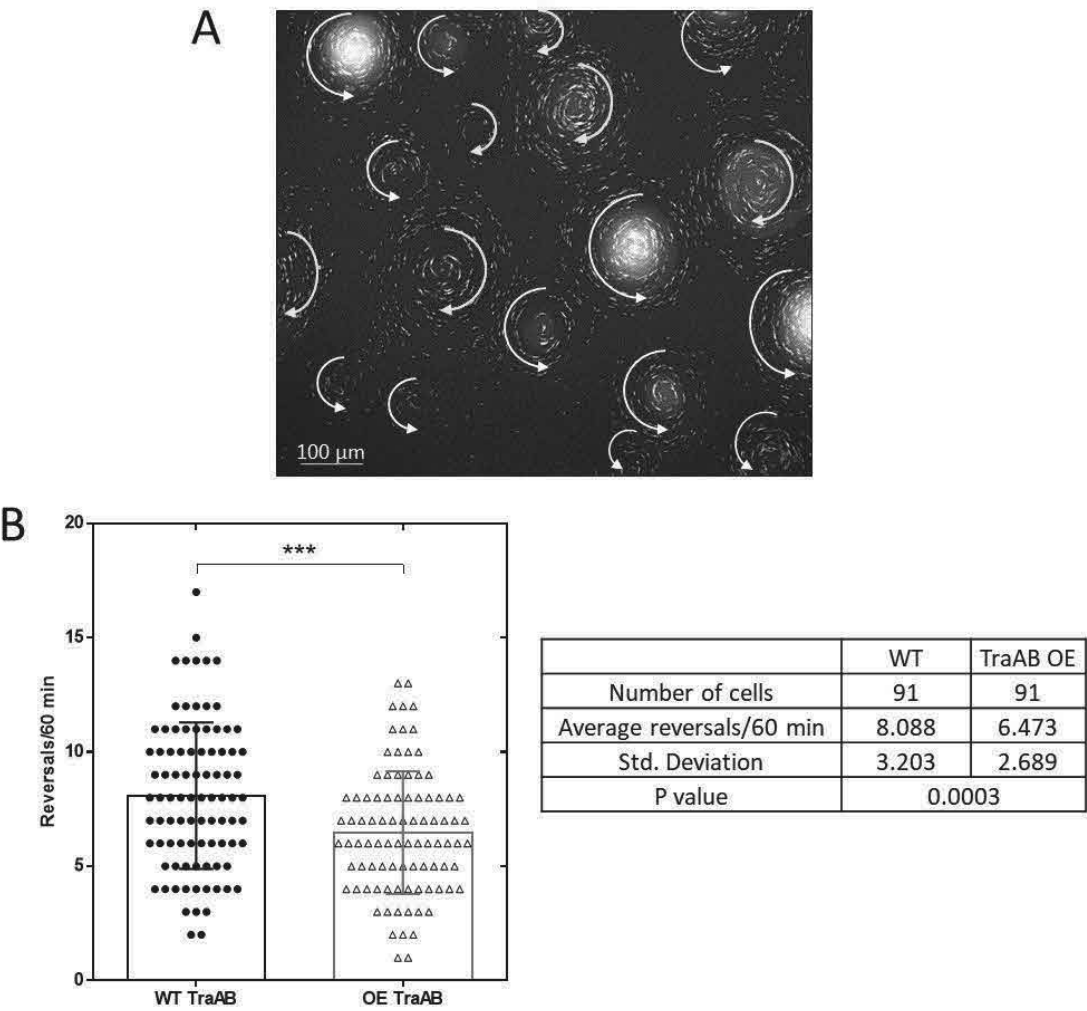 A
100 µm
B
20
15
10
5
0
Reversals/60 min
***
WT TraAB
OE TraAB
WT TraAB OE
Number of cells 91 91
Average reversals/60 min 8.088 6.473
Std. Deviation 3.203 2.689
P value 0.0003